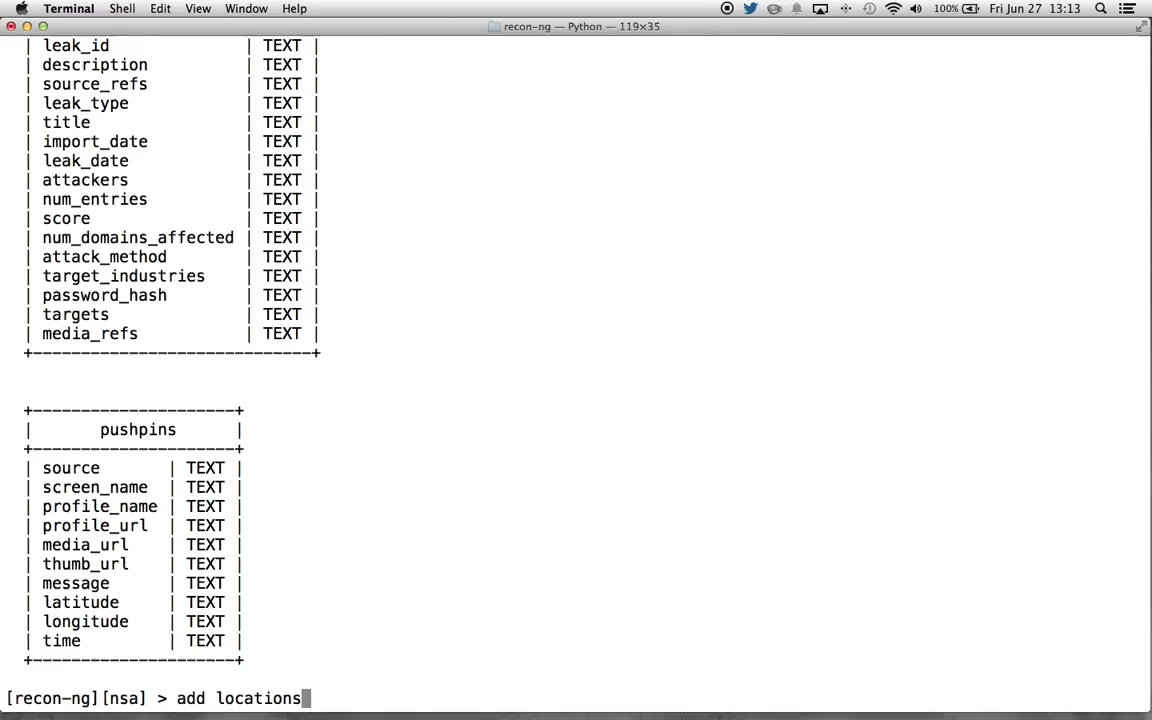 Terminal Shell Edit View Window Help 100% Fri Jun 27 13:13
recon-ng — Python — 119×35
| leak_id | TEXT |
| description | TEXT |
| source_refs | TEXT |
| leak_type | TEXT |
| title | TEXT |
| import_date | TEXT |
| leak_date | TEXT |
| attackers | TEXT |
| num_entries | TEXT |
| score | TEXT |
| num_domains_affected | TEXT |
| attack_method | TEXT |
| target_industries | TEXT |
| password_hash | TEXT |
| targets | TEXT |
| media_refs | TEXT |
+-----------------------------+
+---------------------+
| pushpins |
+---------------------+
| source | TEXT |
| screen_name | TEXT |
| profile_name | TEXT |
| profile_url | TEXT |
| media_url | TEXT |
| thumb_url | TEXT |
| message | TEXT |
| latitude | TEXT |
| longitude | TEXT |
| time | TEXT |
+---------------------+
[recon-ng][nsa] > add locations